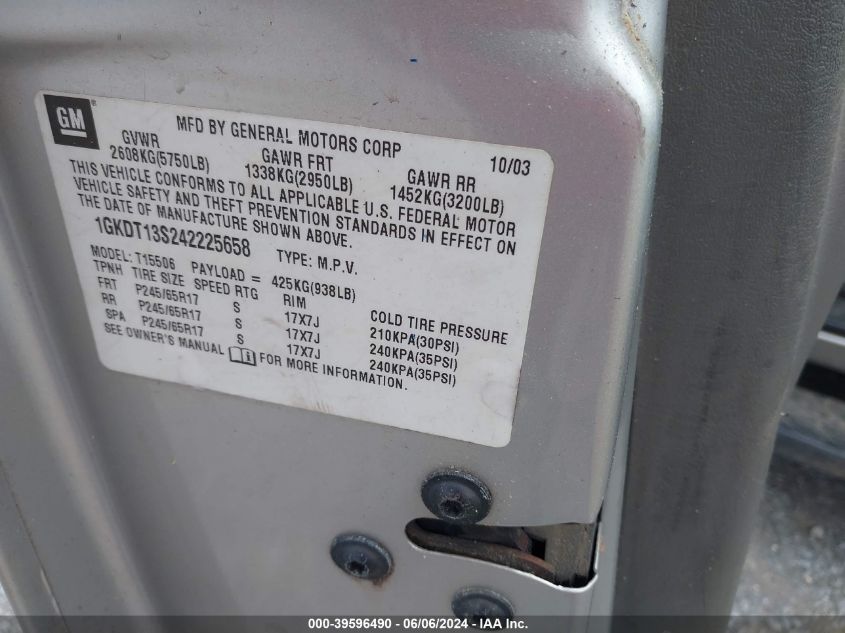 GM
MFD BY GENERAL MOTORS CORP 10/03
GVWR GAWR FRT GAWR RR
2608KG(5750LB) 1338KG(2950LB) 1452KG(3200LB)
THIS VEHICLE CONFORMS TO ALL APPLICABLE U.S. FEDERAL MOTOR
VEHICLE SAFETY AND THEFT PREVENTION STANDARDS IN EFFECT ON
THE DATE OF MANUFACTURE SHOWN ABOVE.
1GKDT13S242225658 TYPE: M.P.V.
MODEL: T15506 PAYLOAD = 425KG(938LB)
TPNH TIRE SIZE SPEED RTG RIM COLD TIRE PRESSURE
FRT P245/65R17 S 17X7J 210KPA(30PSI)
RR P245/65R17 S 17X7J 240KPA(35PSI)
SPA P245/65R17 S 17X7J 240KPA(35PSI)
SEE OWNER'S MANUAL FOR MORE INFORMATION.
000-39596490 - 06/06/2024 - IAA Inc.